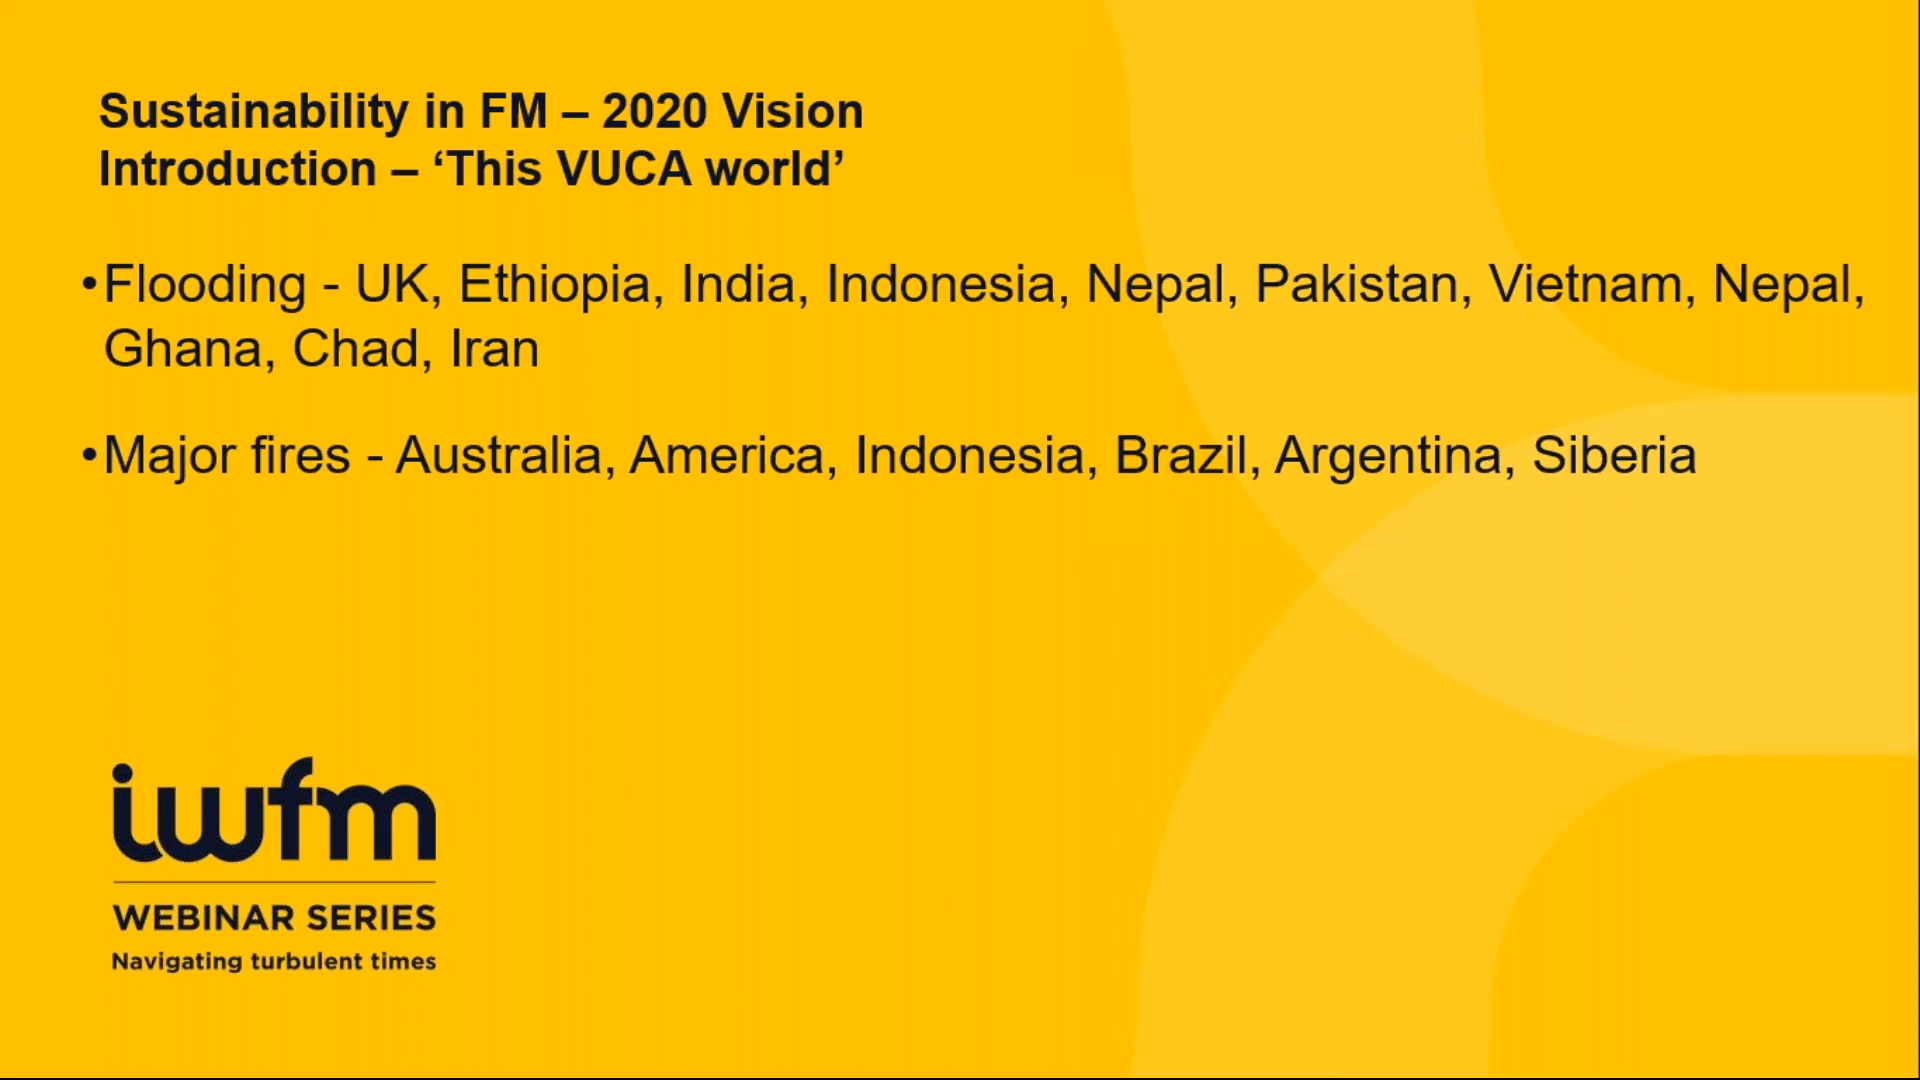 Sustainability in FM – 2020 Vision
Introduction – ‘This VUCA world’
•Flooding - UK, Ethiopia, India, Indonesia, Nepal, Pakistan, Vietnam, Nepal,
Ghana, Chad, Iran
•Major fires - Australia, America, Indonesia, Brazil, Argentina, Siberia
iwfm
WEBINAR SERIES
Navigating turbulent times